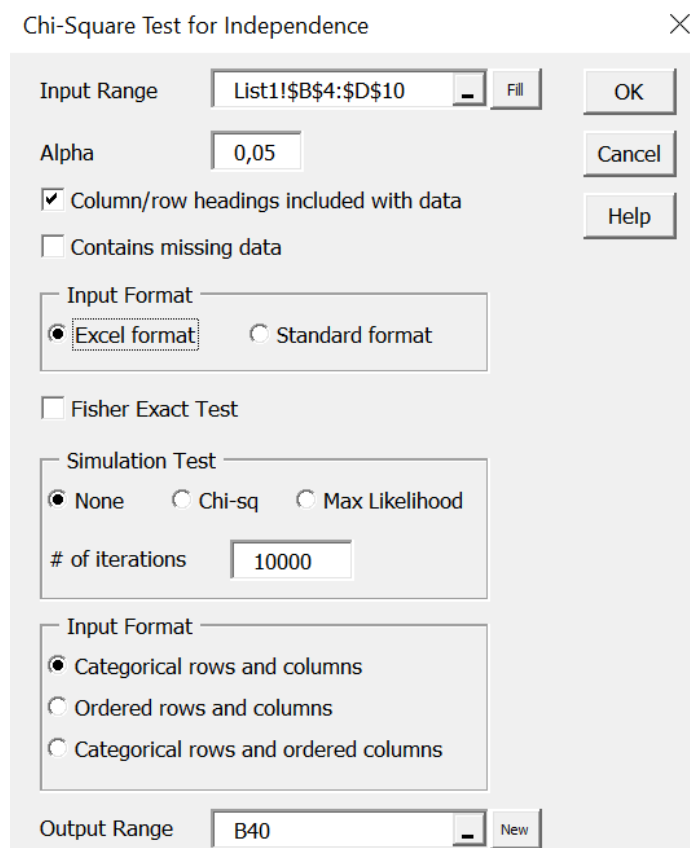 Chi-Square Test for Independence
Input Range List1!$B$4:$D$10 Fill OK
Alpha 0,05 Cancel
Column/row headings included with data
Help
Contains missing data
Input Format
Excel format Standard format
Fisher Exact Test
Simulation Test
None Chi-sq Max Likelihood
# of iterations 10000
Input Format
Categorical rows and columns
Ordered rows and columns
Categorical rows and ordered columns
Output Range B40 New